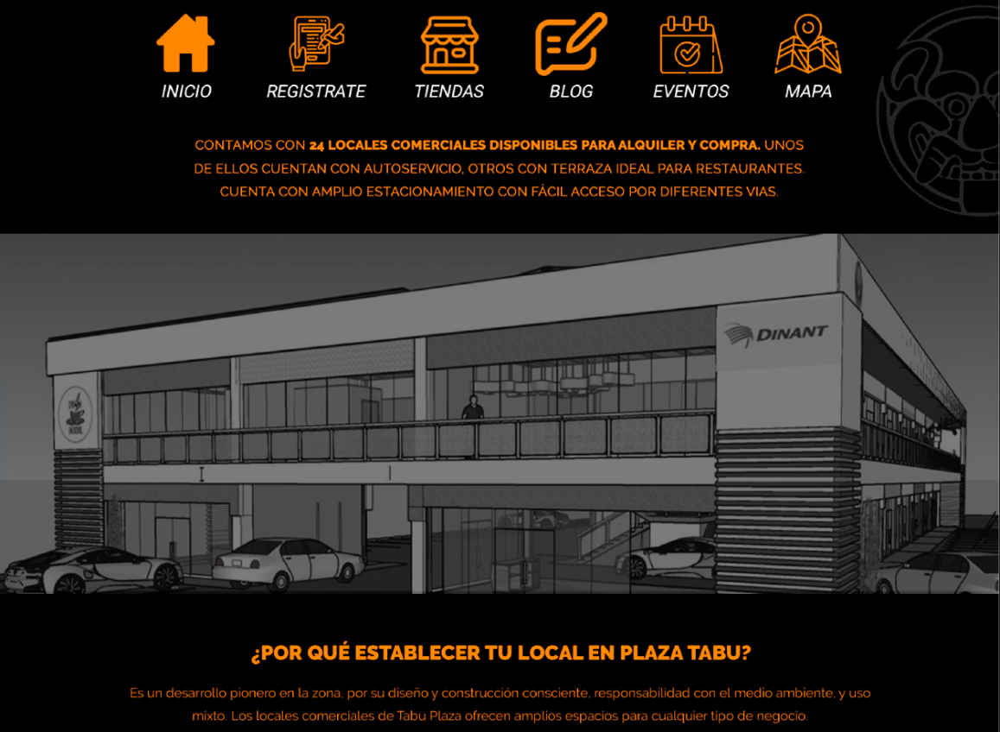 INICIO REGISTRATE TIENDAS BLOG EVENTOS MAPA
CONTAMOS CON 24 LOCALES COMERCIALES DISPONIBLES PARA ALQUILER Y COMPRA. UNOS
DE ELLOS CUENTAN CON AUTOSERVICIO, OTROS CON TERRAZA IDEAL PARA RESTAURANTES.
CUENTA CON AMPLIO ESTACIONAMIENTO CON FÁCIL ACCESO POR DIFERENTES VIAS.
DINANT
¿POR QUÉ ESTABLECER TU LOCAL EN PLAZA TABU?
Es un desarrollo pionero en la zona, por su diseño y construcción consciente, responsabilidad con el medio ambiente, y uso
mixto. Los locales comerciales de Tabu Plaza ofrecen amplios espacios para cualquier tipo de negocio.